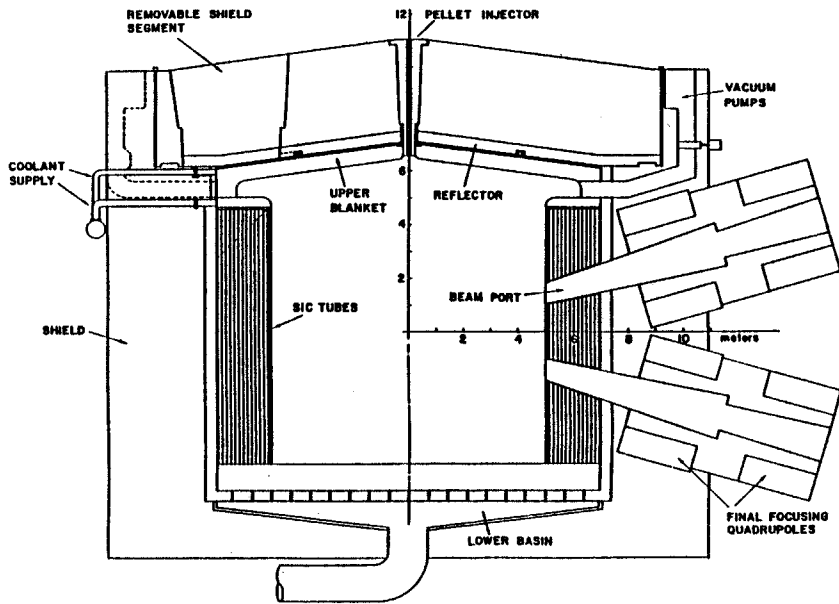 REMOVABLE SHIELD
SEGMENT
12
PELLET INJECTOR
VACUUM
PUMPS
COOLANT
SUPPLY
6
UPPER
BLANKET
REFLECTOR
4
2
BEAM PORT
SIC TUBES
SHIELD
2
4
6
8
10
meters
LOWER BASIN
FINAL FOCUSING
QUADRUPOLES